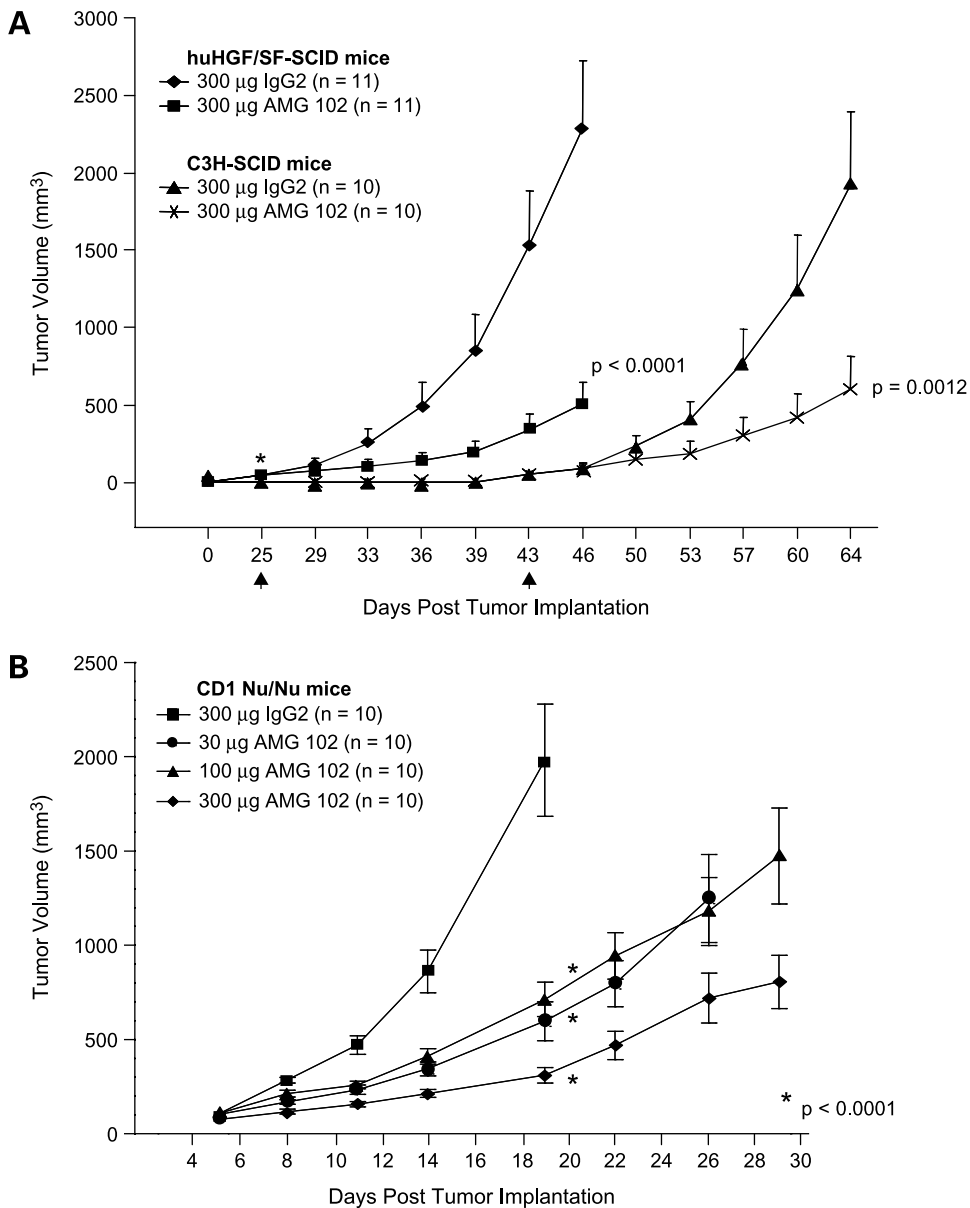 A
3000
2500
2000
1500
1000
500
0
Tumor Volume (mm³)
huHGF/SF-SCID mice
300 μg IgG2 (n = 11)
300 μg AMG 102 (n = 11)
C3H-SCID mice
300 μg IgG2 (n = 10)
300 μg AMG 102 (n = 10)
p < 0.0001
p = 0.0012
*
0 25 29 33 36 39 43 46 50 53 57 60 64
Days Post Tumor Implantation
B
2500
2000
1500
1000
500
0
Tumor Volume (mm³)
CD1 Nu/Nu mice
300 μg IgG2 (n = 10)
30 μg AMG 102 (n = 10)
100 μg AMG 102 (n = 10)
300 μg AMG 102 (n = 10)
*
*
*
* p < 0.0001
4 6 8 10 12 14 16 18 20 22 24 26 28 30
Days Post Tumor Implantation